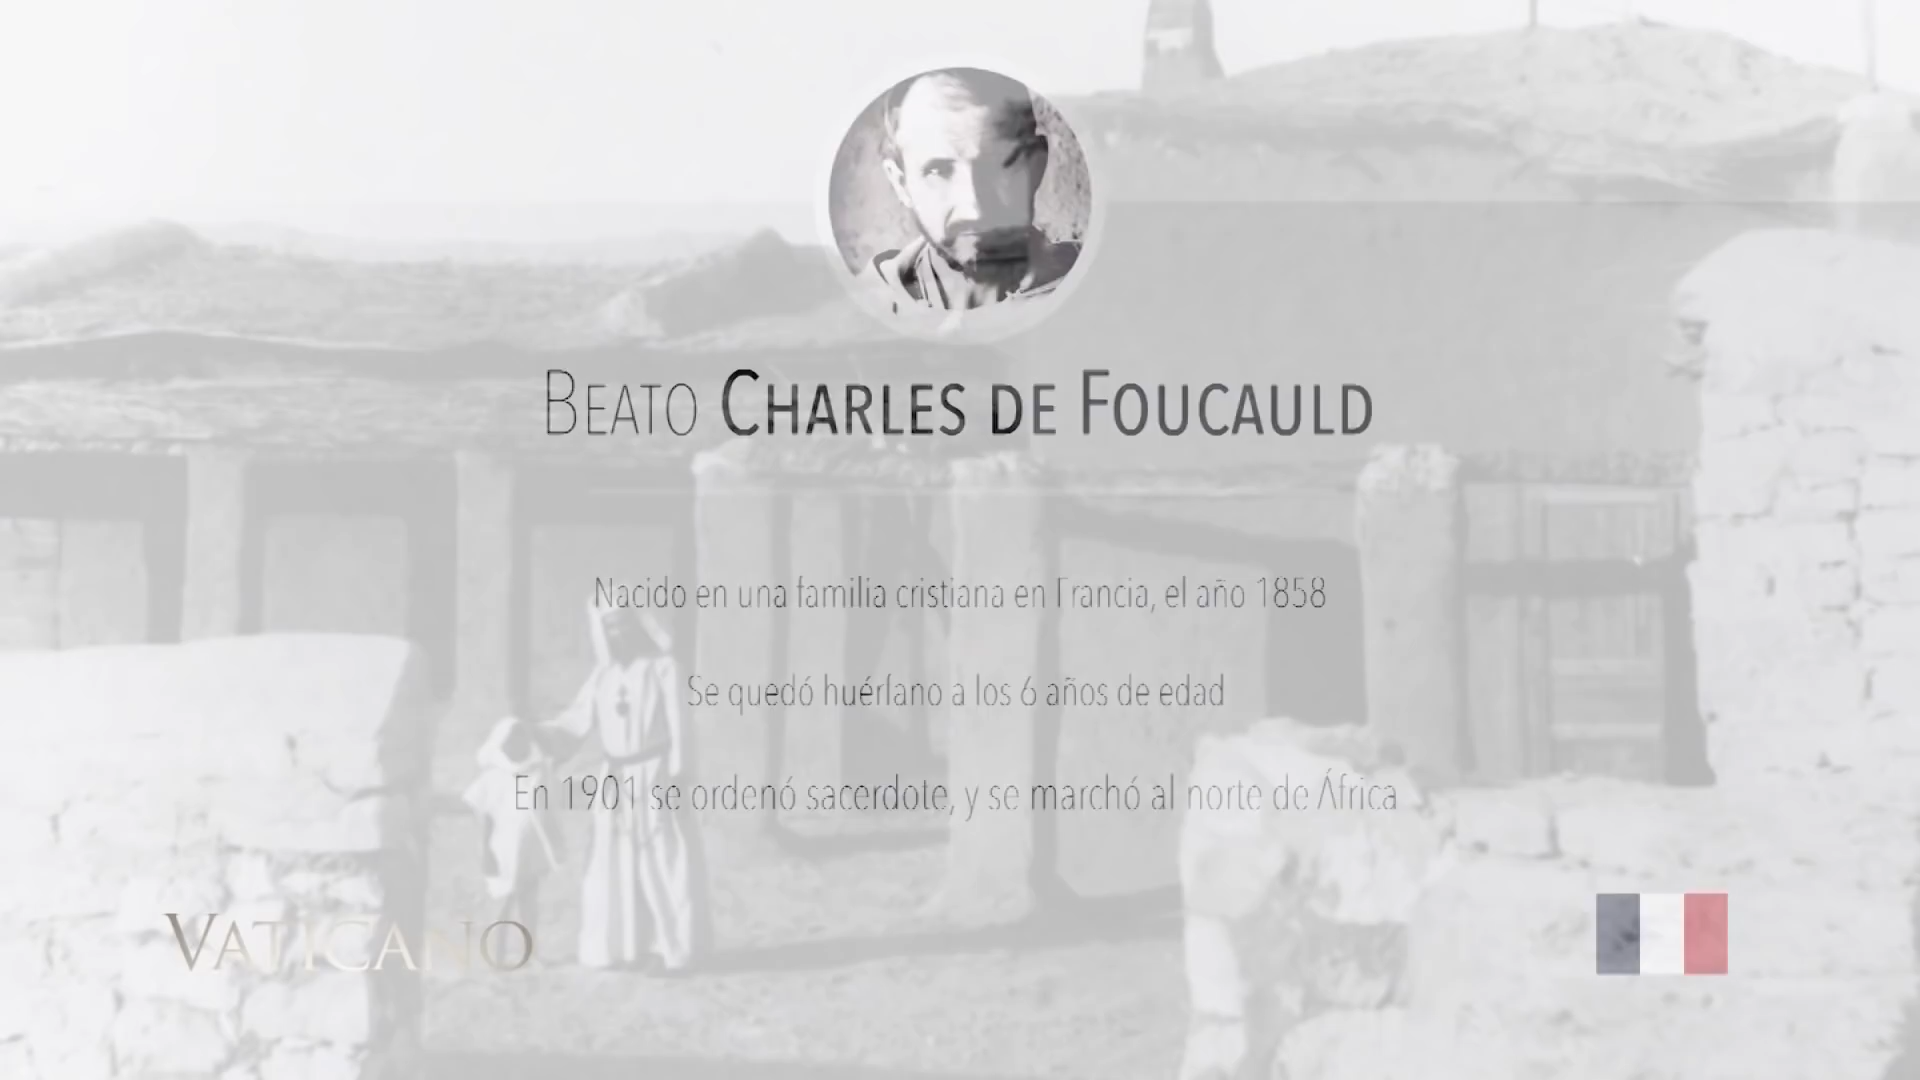 BEATO CHARLES DE FOUCAULD
Nacido en una familia cristiana en Francia, el año 1858
Se quedó huérfano a los 6 años de edad
En 1901 se ordenó sacerdote, y se marchó al norte de África
VATICANO